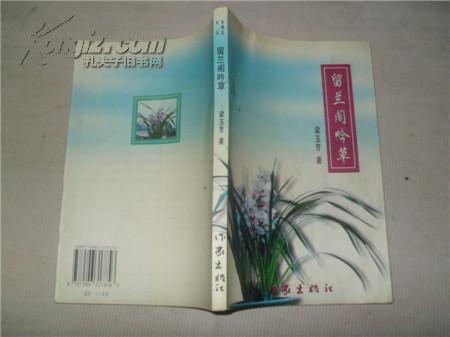 Kongfz.com
孔夫子旧书网
留兰阁吟草
梁玉芳 著
作家出版社
留兰阁吟草
梁玉芳 著
作家出版社